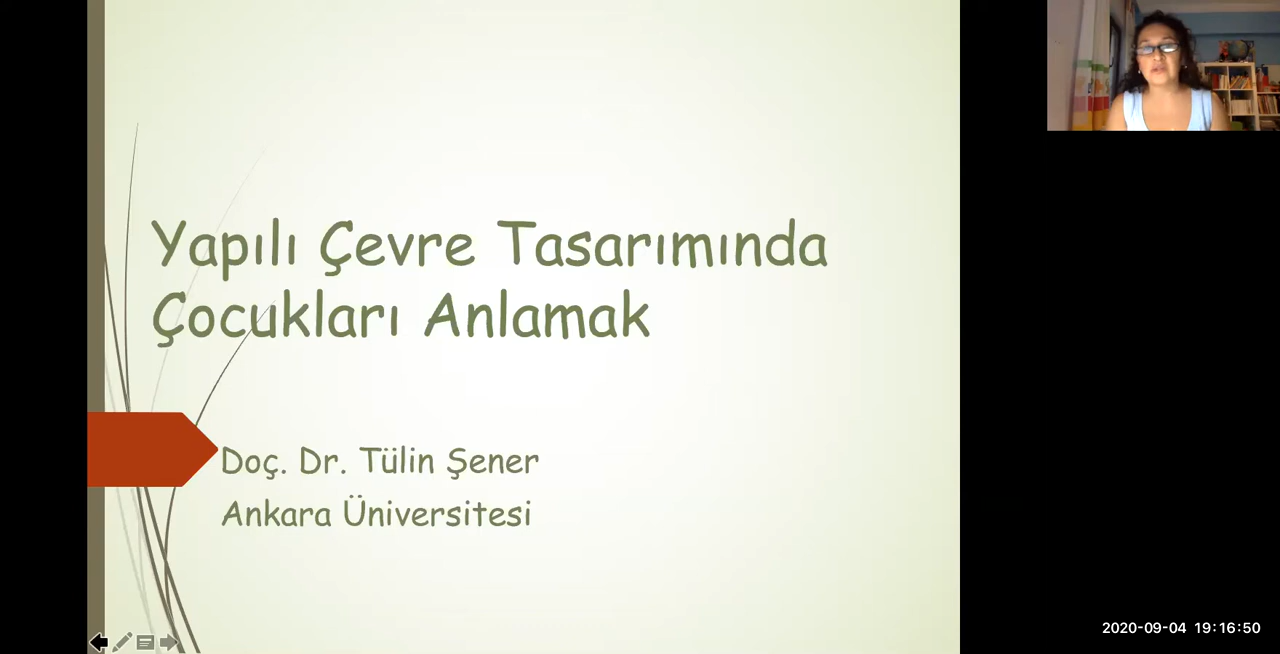 Yapılı Çevre Tasarımında
Çocukları Anlamak
Doç. Dr. Tülin Şener
Ankara Üniversitesi
2020-09-04 19:16:50